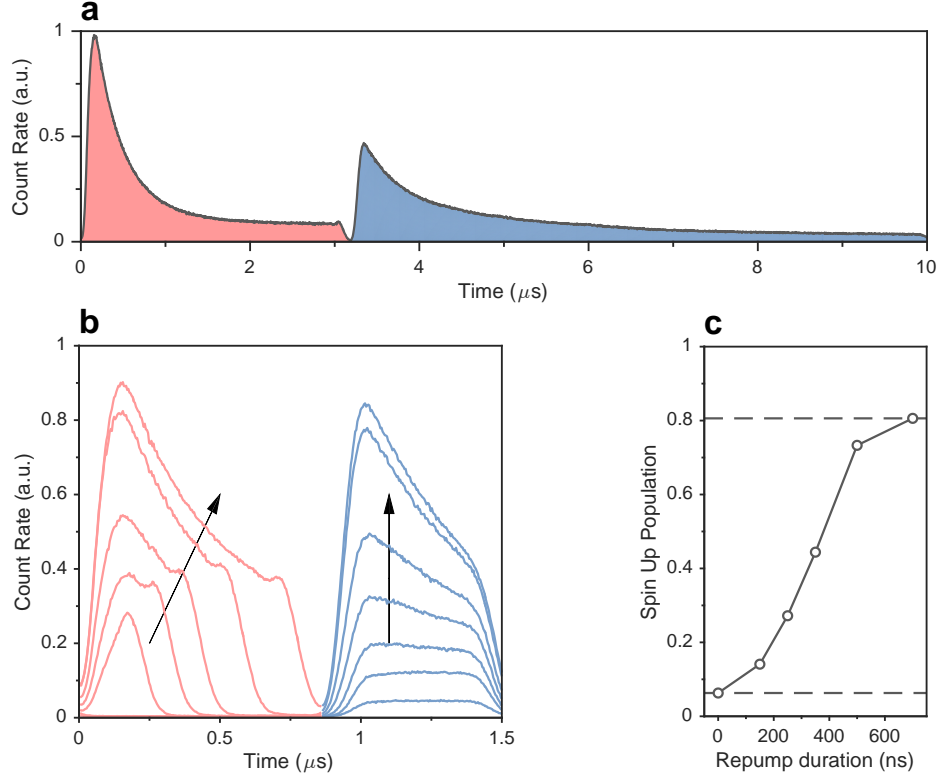 a
1
0.5
0
Count Rate (a.u.)
0 2 4 6 8 10
Time (μs)
b
1
0.8
0.6
0.4
0.2
0
Count Rate (a.u.)
0 0.5 1 1.5
Time (μs)
c
1
0.8
0.6
0.4
0.2
0
Spin Up Population
0 200 400 600
Repump duration (ns)